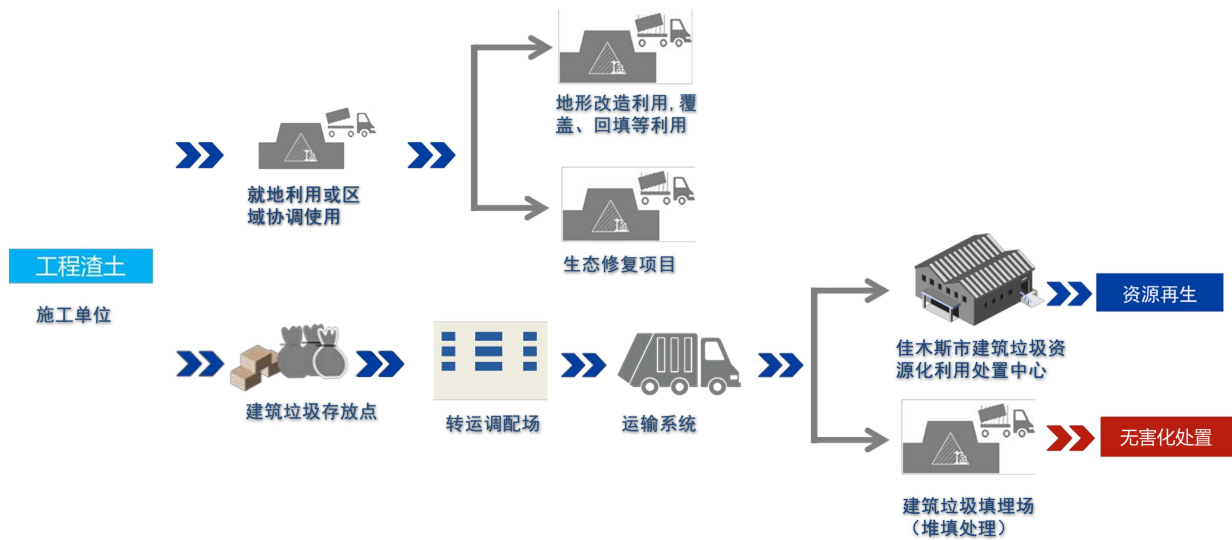 地形改造利用,覆
盖、回填等利用
就地利用或区
域协调使用
生态修复项目
工程渣土
施工单位
建筑垃圾存放点
转运调配场
运输系统
佳木斯市建筑垃圾资
源化利用处置中心
资源再生
建筑垃圾填埋场
（堆填处理）
无害化处置